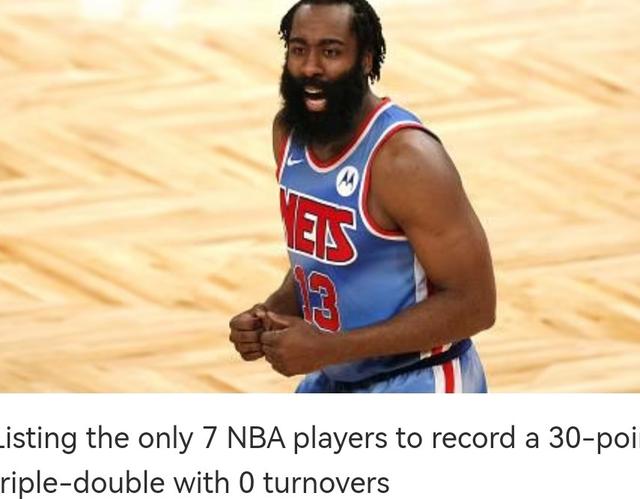 NETS
13
Listing the only 7 NBA players to record a 30-poi
riple-double with 0 turnovers